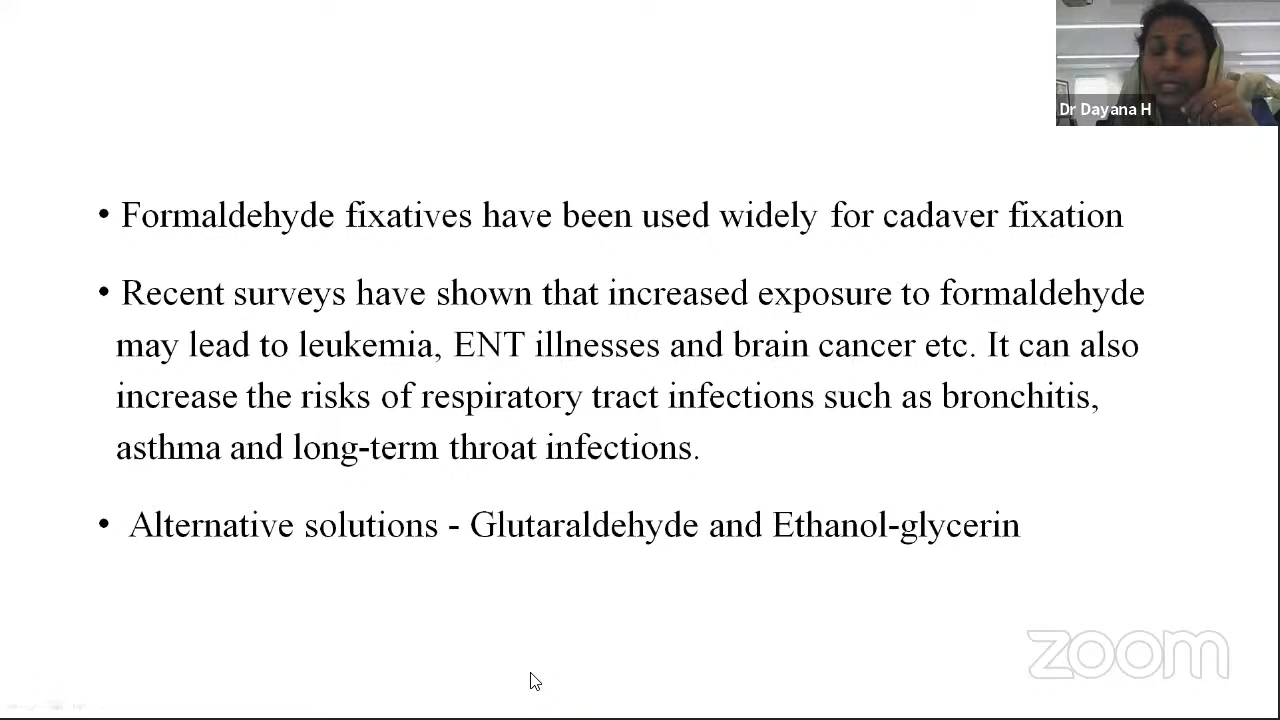 Dr Dayana H
• Formaldehyde fixatives have been used widely for cadaver fixation
• Recent surveys have shown that increased exposure to formaldehyde
may lead to leukemia, ENT illnesses and brain cancer etc. It can also
increase the risks of respiratory tract infections such as bronchitis,
asthma and long-term throat infections.
• Alternative solutions - Glutaraldehyde and Ethanol-glycerin
zoom